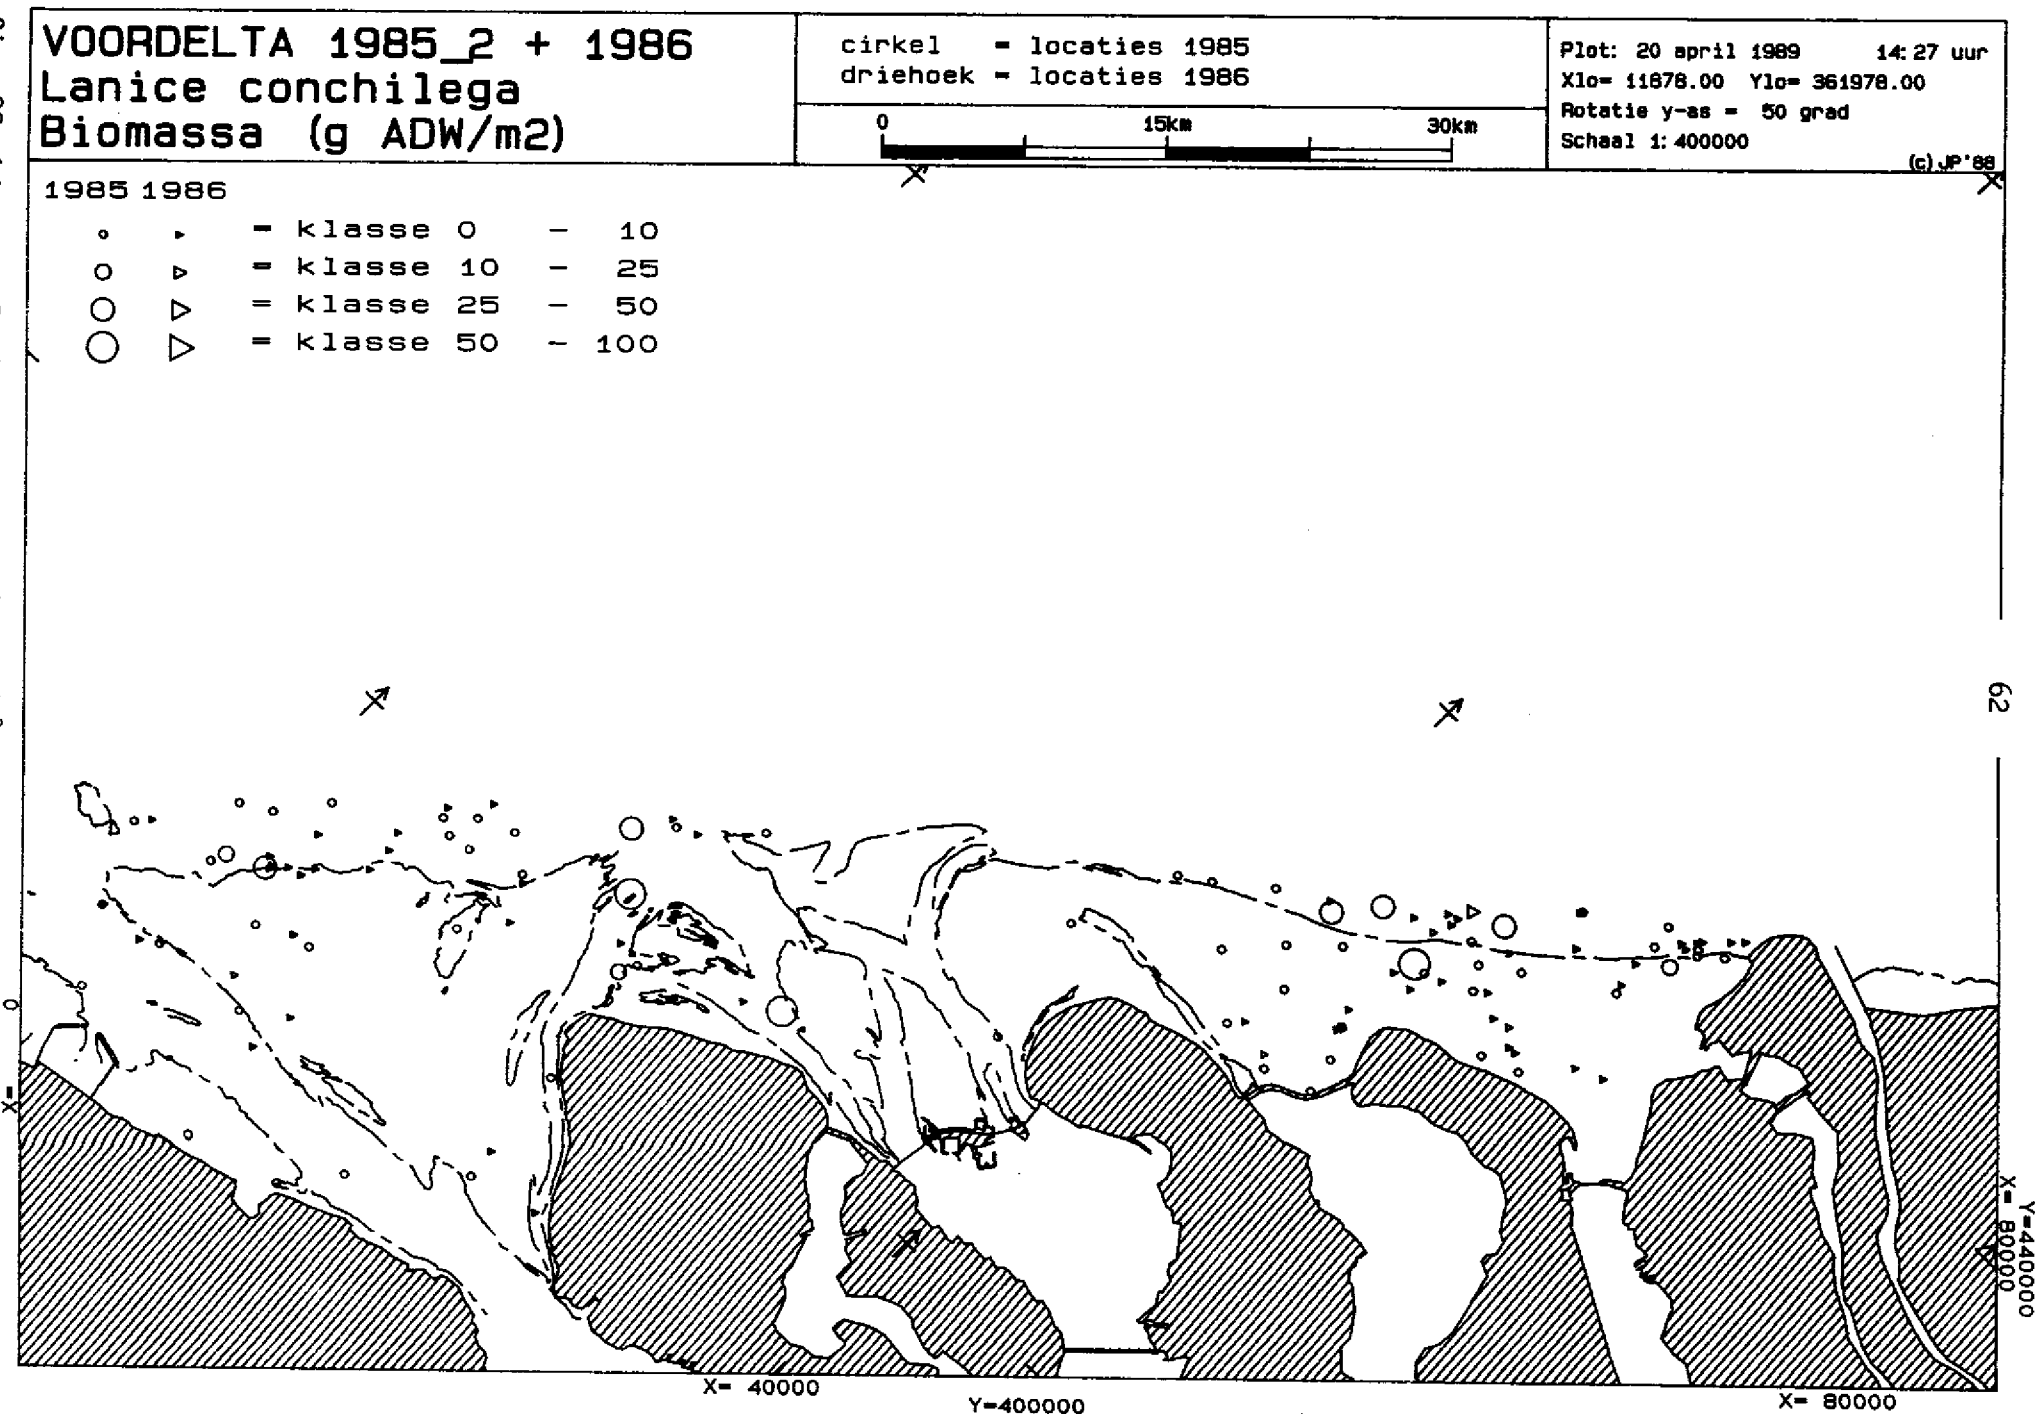 VOORDELTA 1985_2 + 1986
Lanice conchilega
Biomassa (g ADW/m2)
cirkel = locaties 1985
driehoek = locaties 1986
0 15km 30km
Plot: 20 april 1989 14:27 uur
Xlo= 11878.00 Ylo= 361978.00
Rotatie y-as = 50 grad
Schaal 1:400000
(c) JP'88
1985 1986
= klasse 0 - 10
= klasse 10 - 25
= klasse 25 - 50
= klasse 50 - 100
62
0
X=
X= 80000
Y=440000
X= 40000
Y=400000
X= 80000